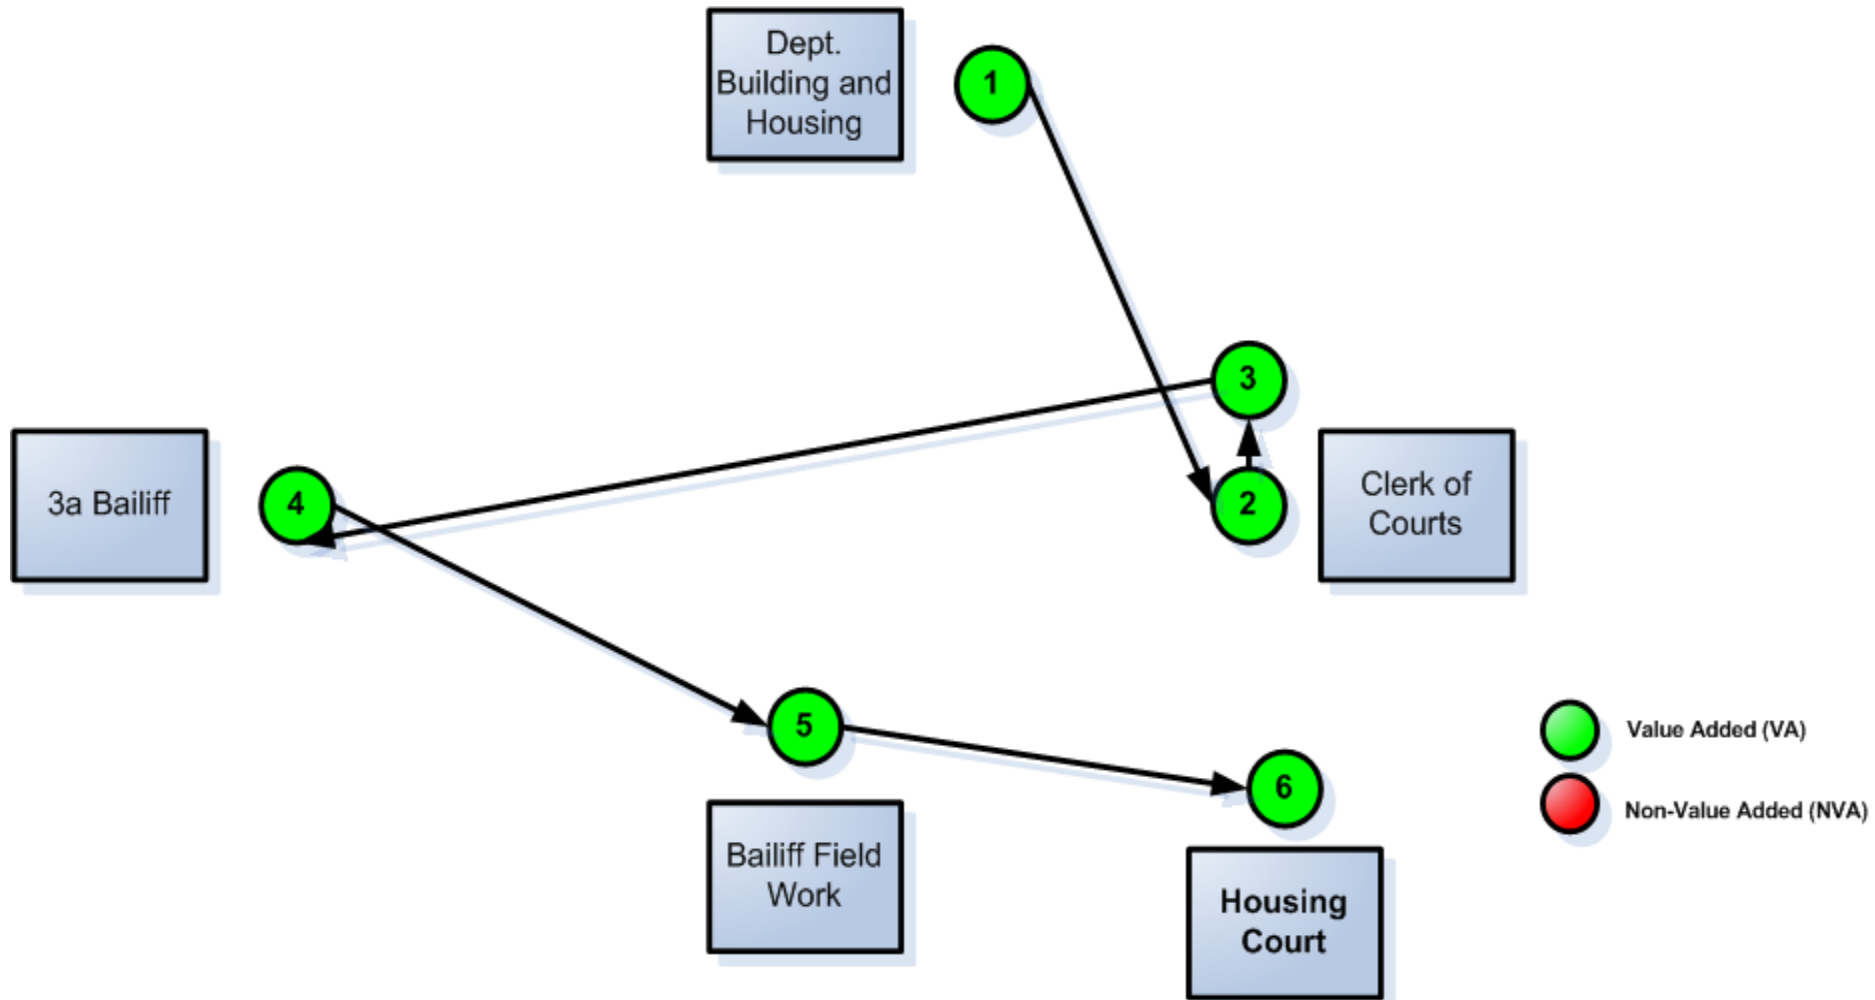 Dept.
Building and
Housing
1
3
2
Clerk of
Courts
3a Bailiff
4
5
6
Bailiff Field
Work
Housing
Court
Value Added (VA)
Non-Value Added (NVA)